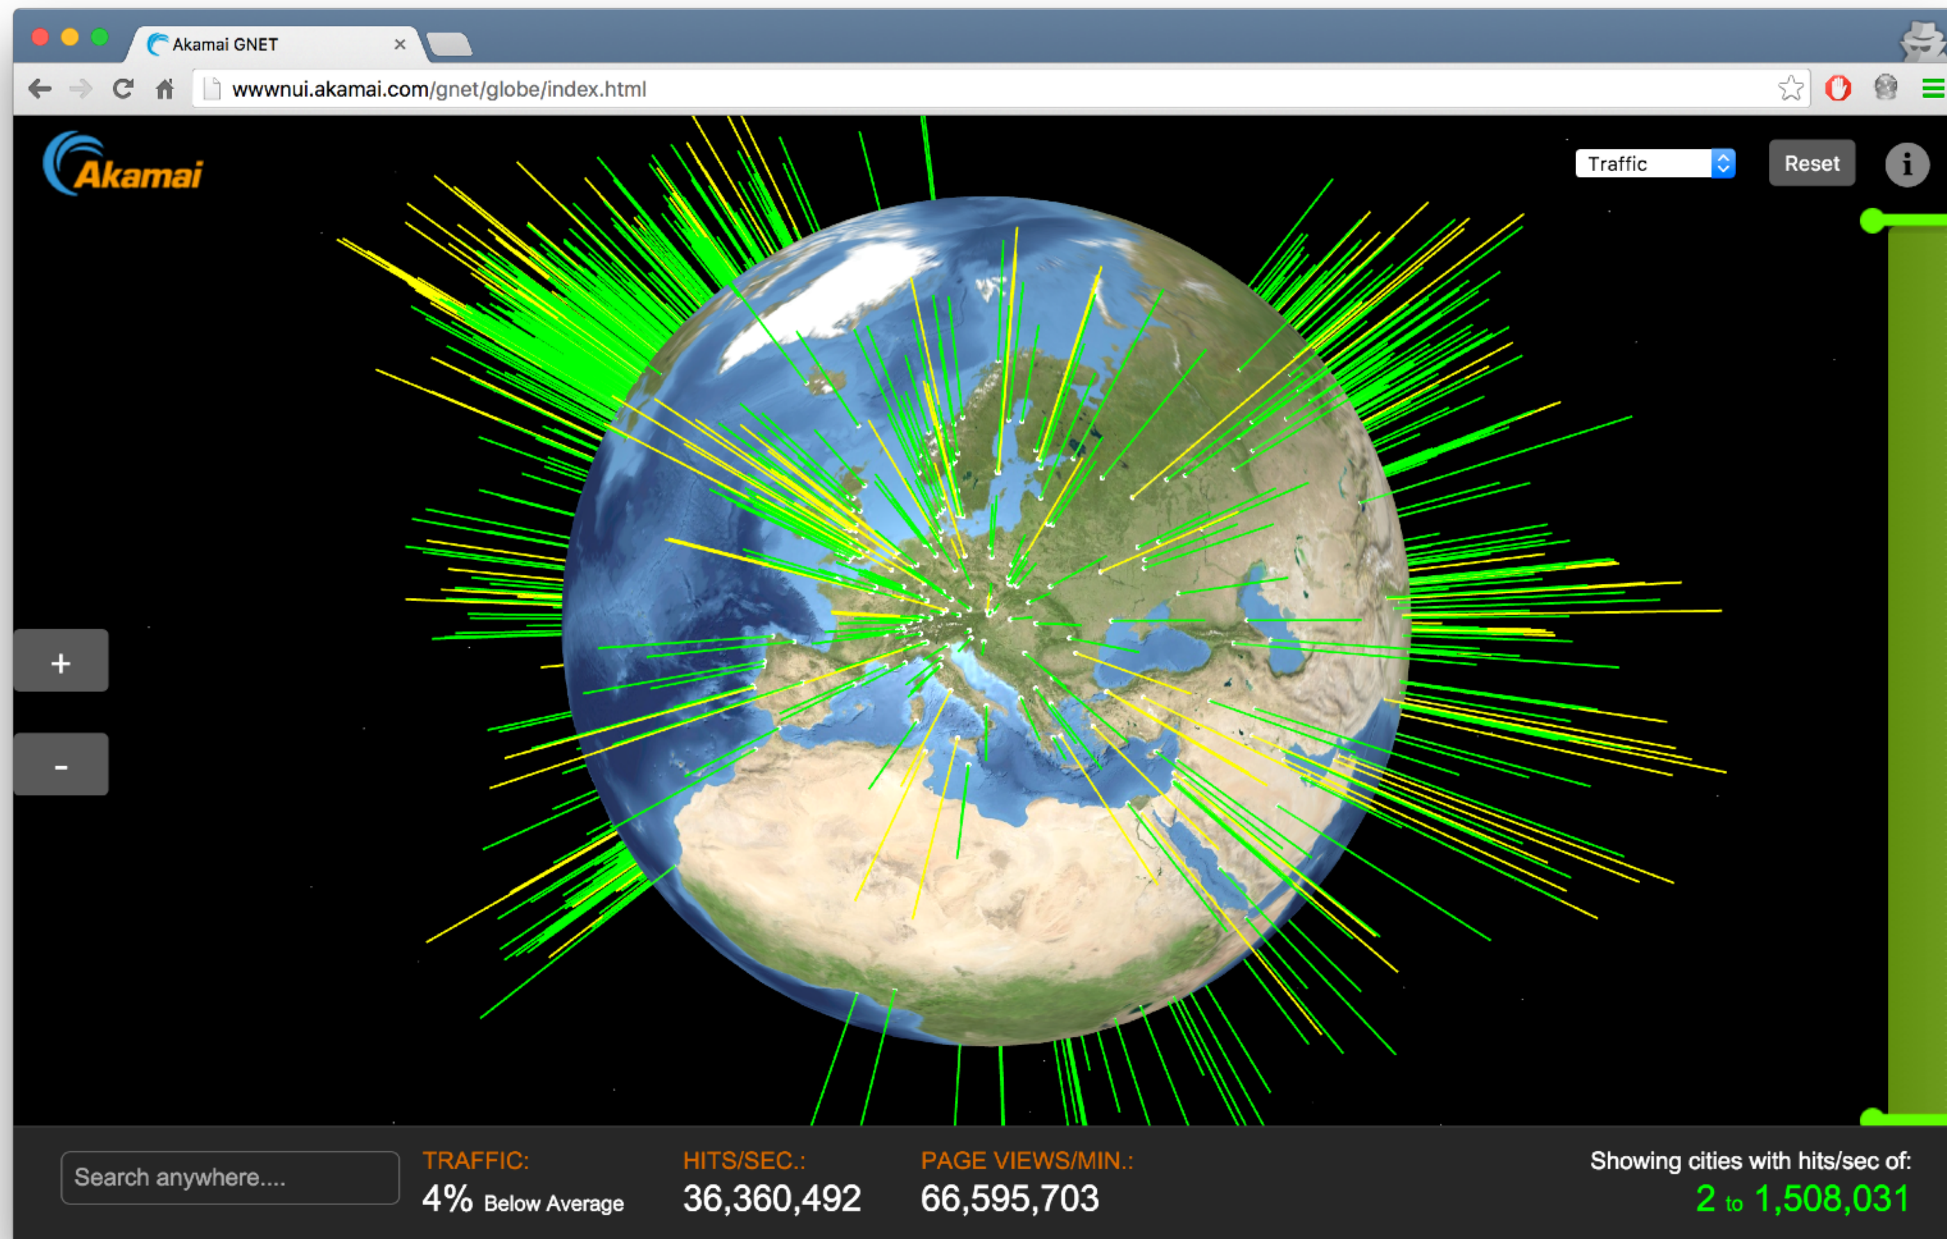 Akamai GNET
wwwnui.akamai.com/gnet/globe/index.html
Akamai
Traffic
Reset
i
+
-
Search anywhere....
TRAFFIC:
4% Below Average
HITS/SEC.:
36,360,492
PAGE VIEWS/MIN.:
66,595,703
Showing cities with hits/sec of:
2 to 1,508,031